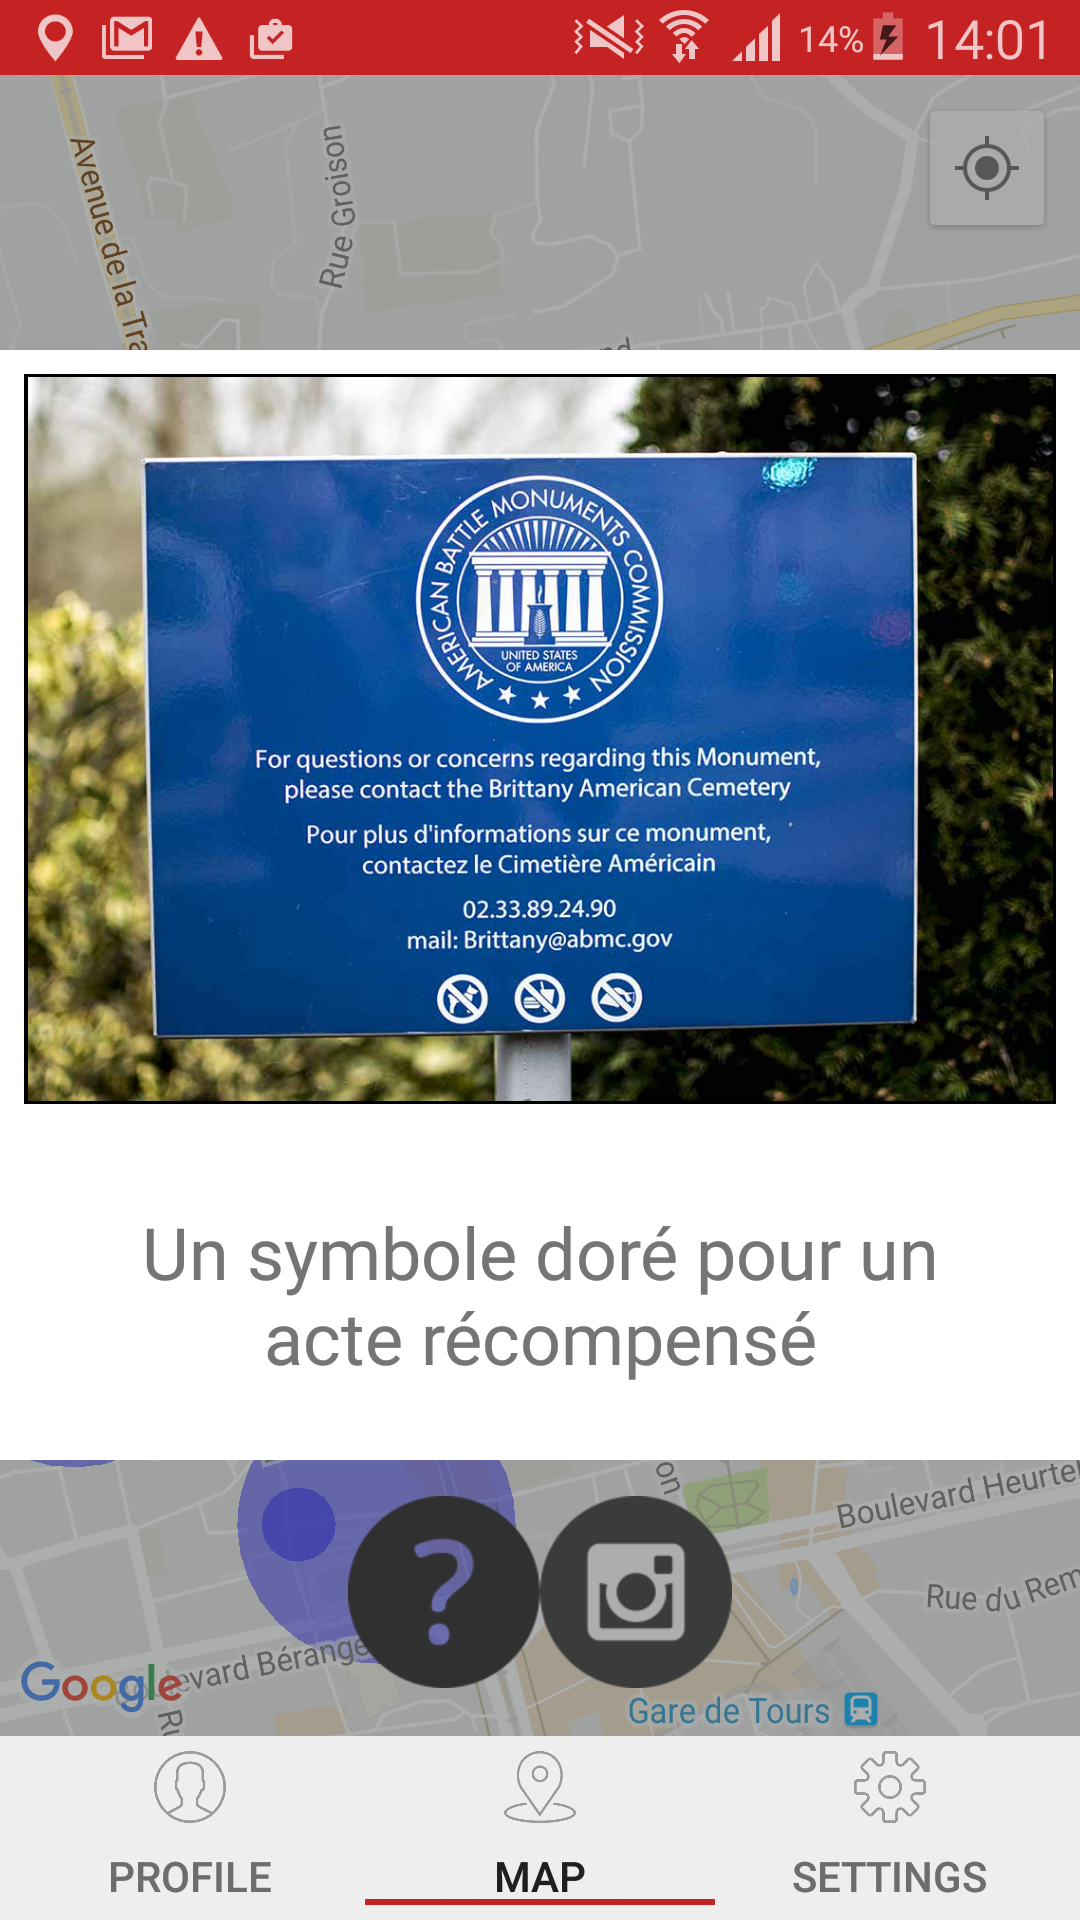 14% 14:01
Avenue de la Tra
Rue Groison
AMERICAN BATTLE MONUMENTS COMMISSION
UNITED STATES
OF AMERICA
For questions or concerns regarding this Monument,
please contact the Brittany American Cemetery
Pour plus d'informations sur ce monument,
contactez le Cimetière Américain
02.33.89.24.90
mail: Brittany@abmc.gov
Un symbole doré pour un
acte récompensé
on
Boulevard Heurte
Rue du Rem
?
levard Bérange
Google
Ru
Gare de Tours
PROFILE
MAP
SETTINGS